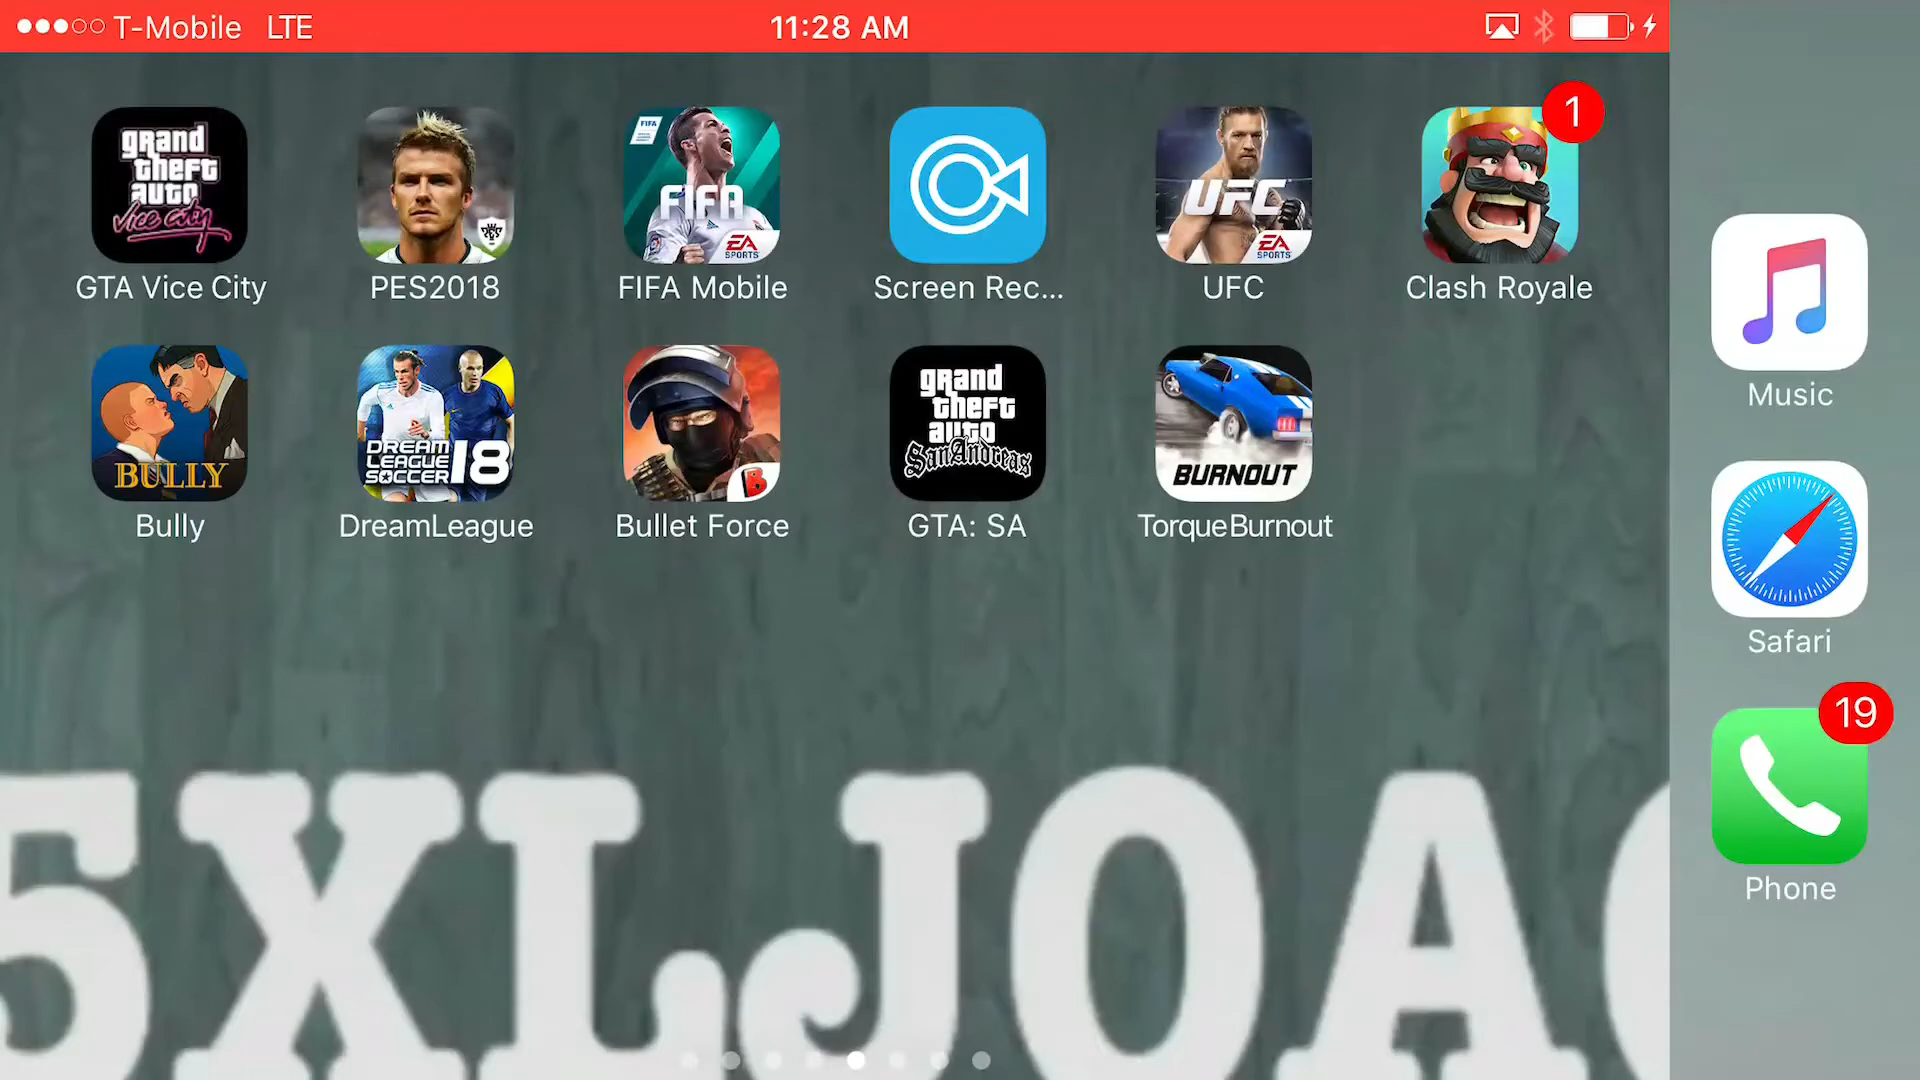 T-Mobile LTE 11:28 AM
grand theft auto vice city
GTA Vice City
PES2018
FIFA
FIFA
EA SPORTS
FIFA Mobile
Screen Rec...
UFC
EA SPORTS
UFC
1
Clash Royale
BULLY
Bully
DREAM LEAGUE SOCCER 18
DreamLeague
B
Bullet Force
grand theft auto San Andreas
GTA: SA
BURNOUT
TorqueBurnout
Music
Safari
19
Phone
5XLJOA